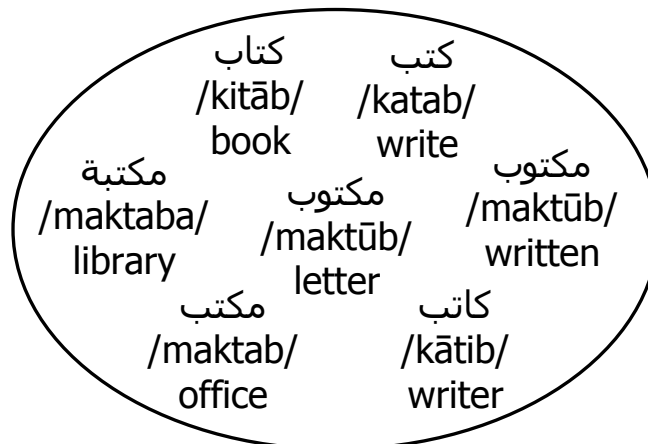 كتاب
/kitāb/
book
كتب
/katab/
write
مكتبة
/maktaba/
library
مكتوب
/maktūb/
letter
مكتوب
/maktūb/
written
مكتب
/maktab/
office
كاتب
/kātib/
writer